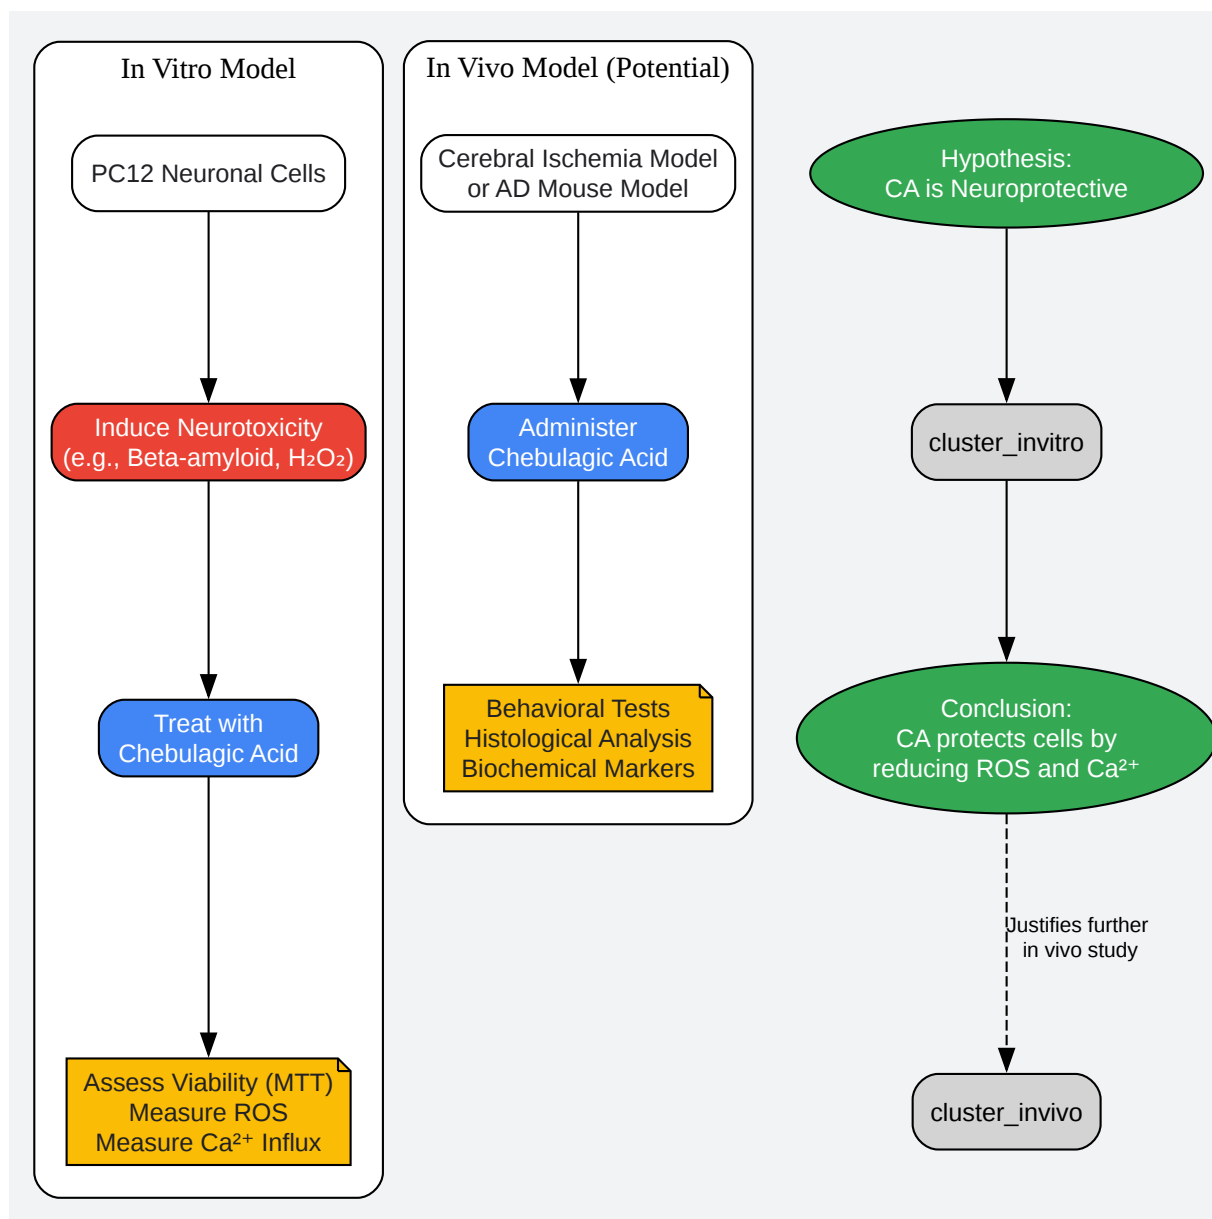 In Vitro Model
PC12 Neuronal Cells
Induce Neurotoxicity
(e.g., Beta-amyloid, H₂O₂)
Treat with
Chebulagic Acid
Assess Viability (MTT)
Measure ROS
Measure Ca²⁺ Influx
In Vivo Model (Potential)
Cerebral Ischemia Model
or AD Mouse Model
Administer
Chebulagic Acid
Behavioral Tests
Histological Analysis
Biochemical Markers
Hypothesis:
CA is Neuroprotective
cluster_invitro
Conclusion:
CA protects cells by
reducing ROS and Ca²⁺
Justifies further
in vivo study
cluster_invivo